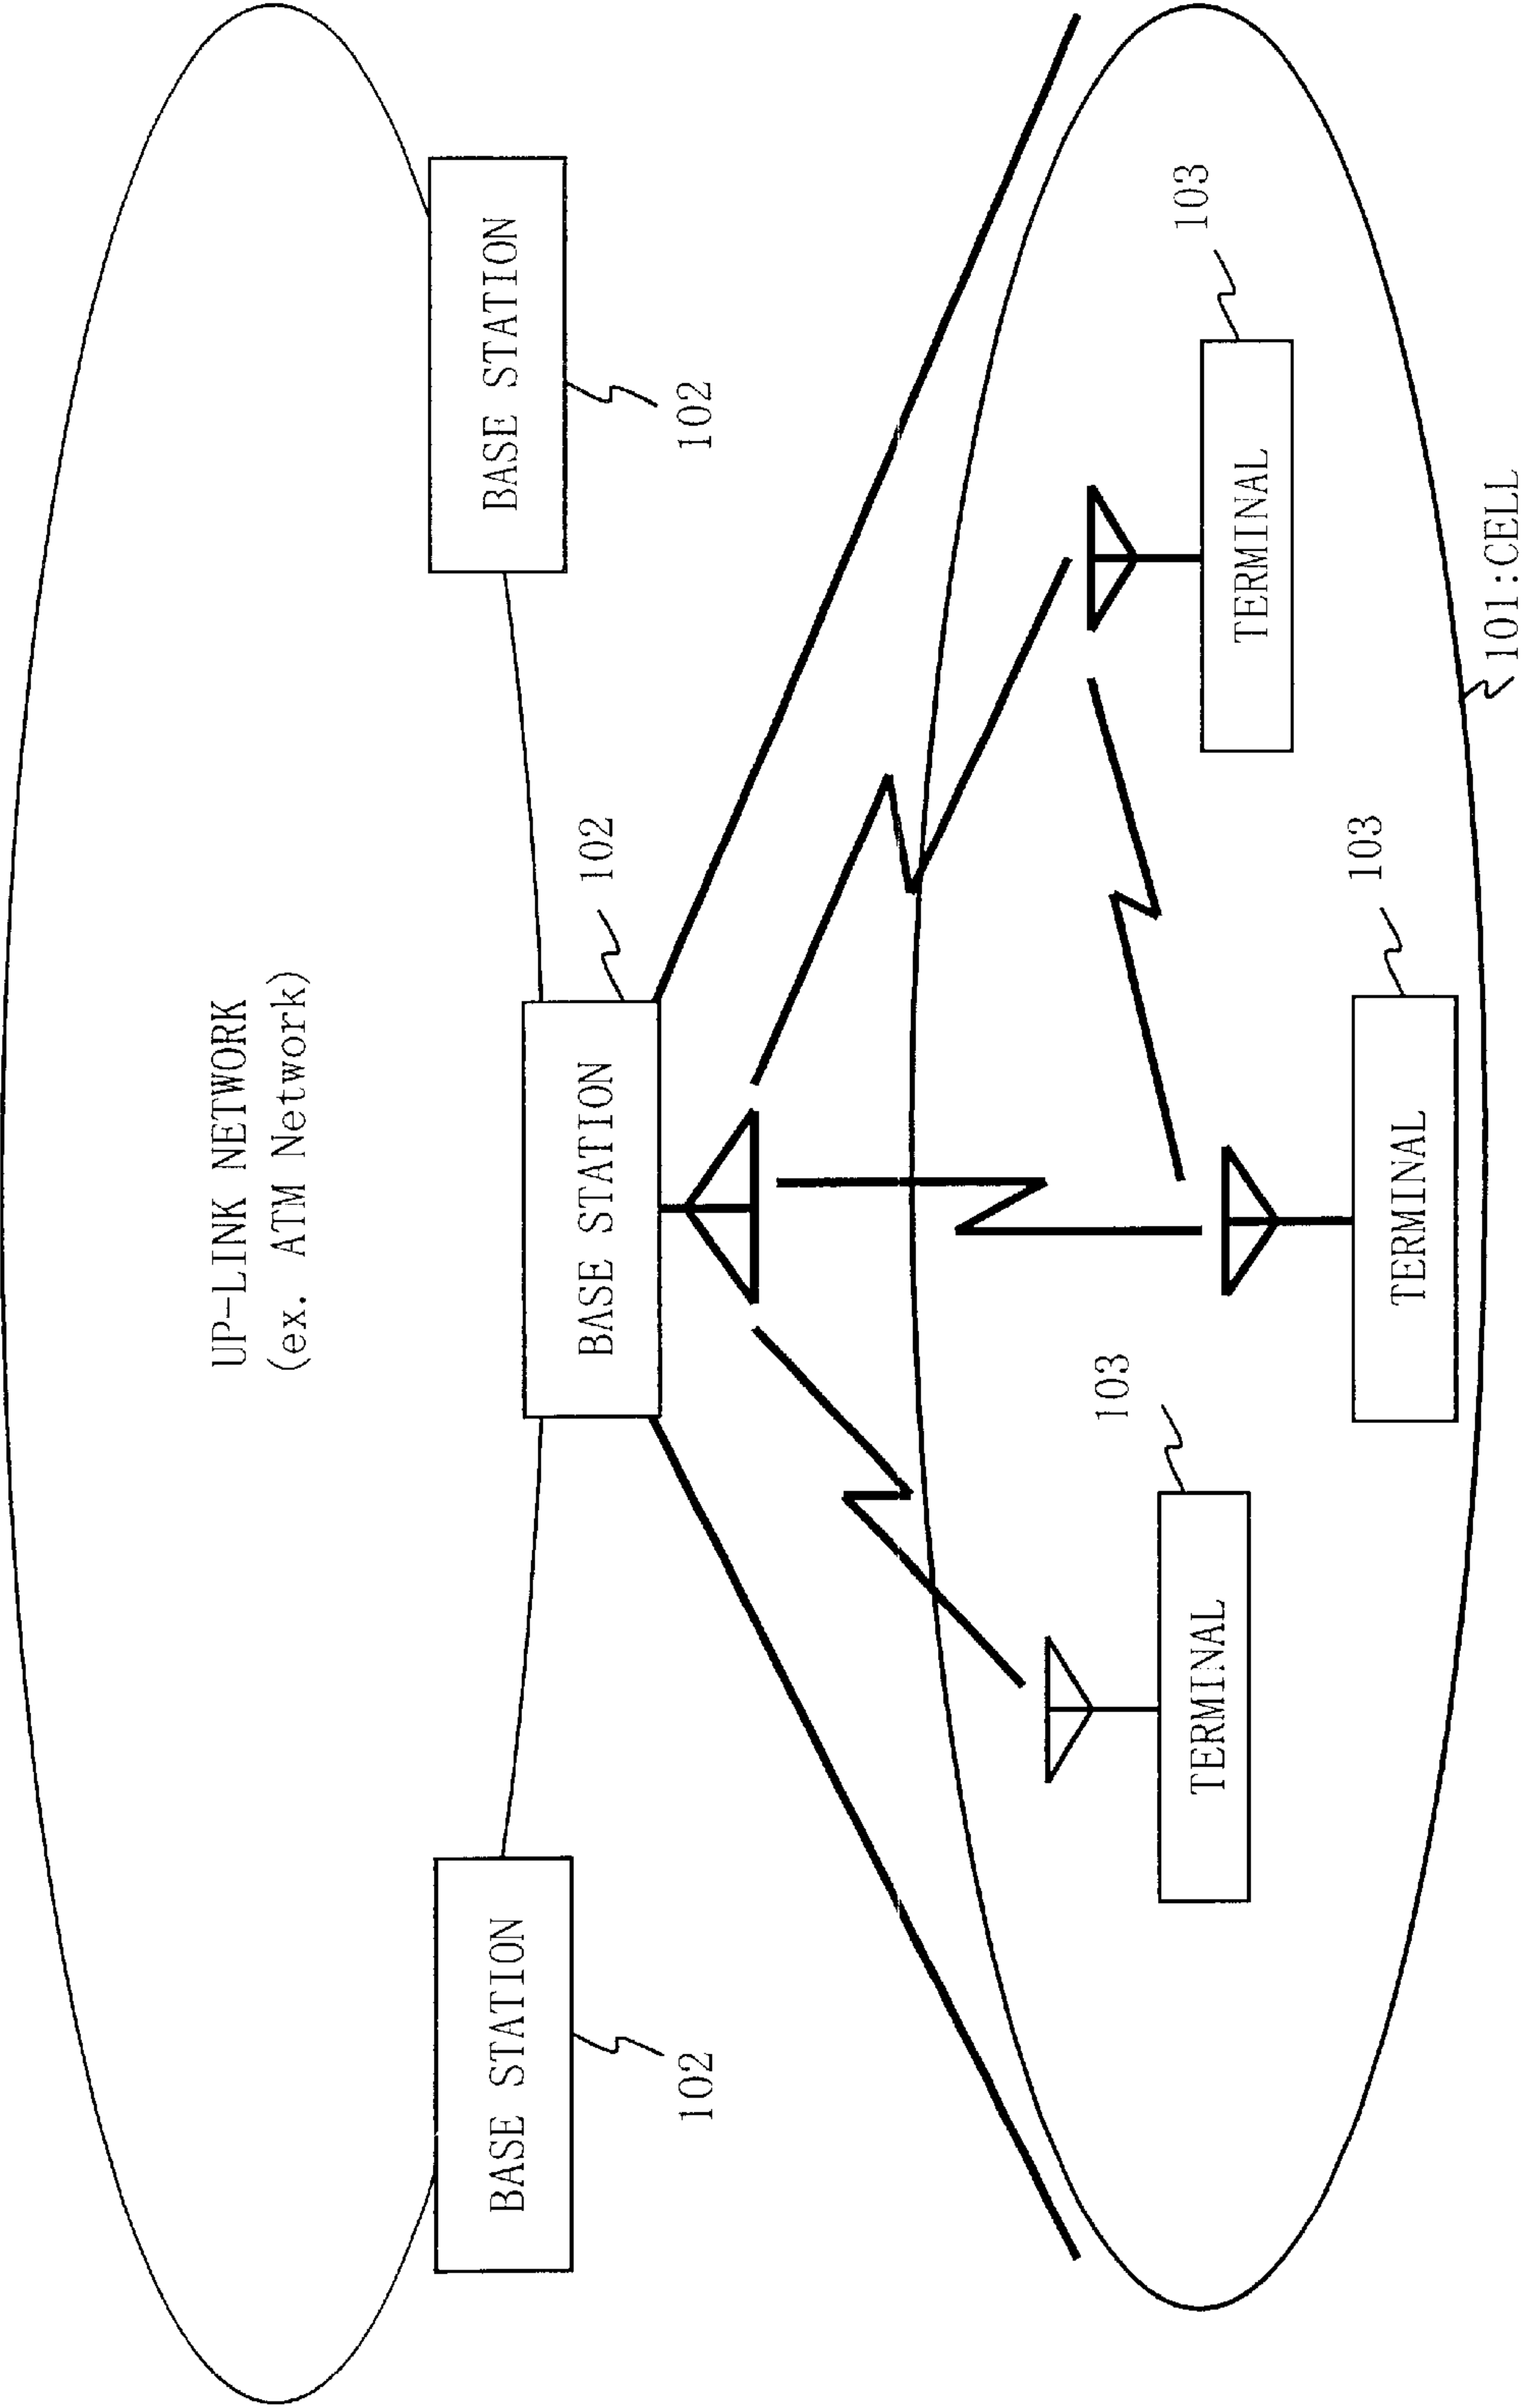 UP-LINK NETWORK
(ex. ATM Network)
BASE STATION
102
BASE STATION
102
BASE STATION
102
103
TERMINAL
103
TERMINAL
103
TERMINAL
101:CELL